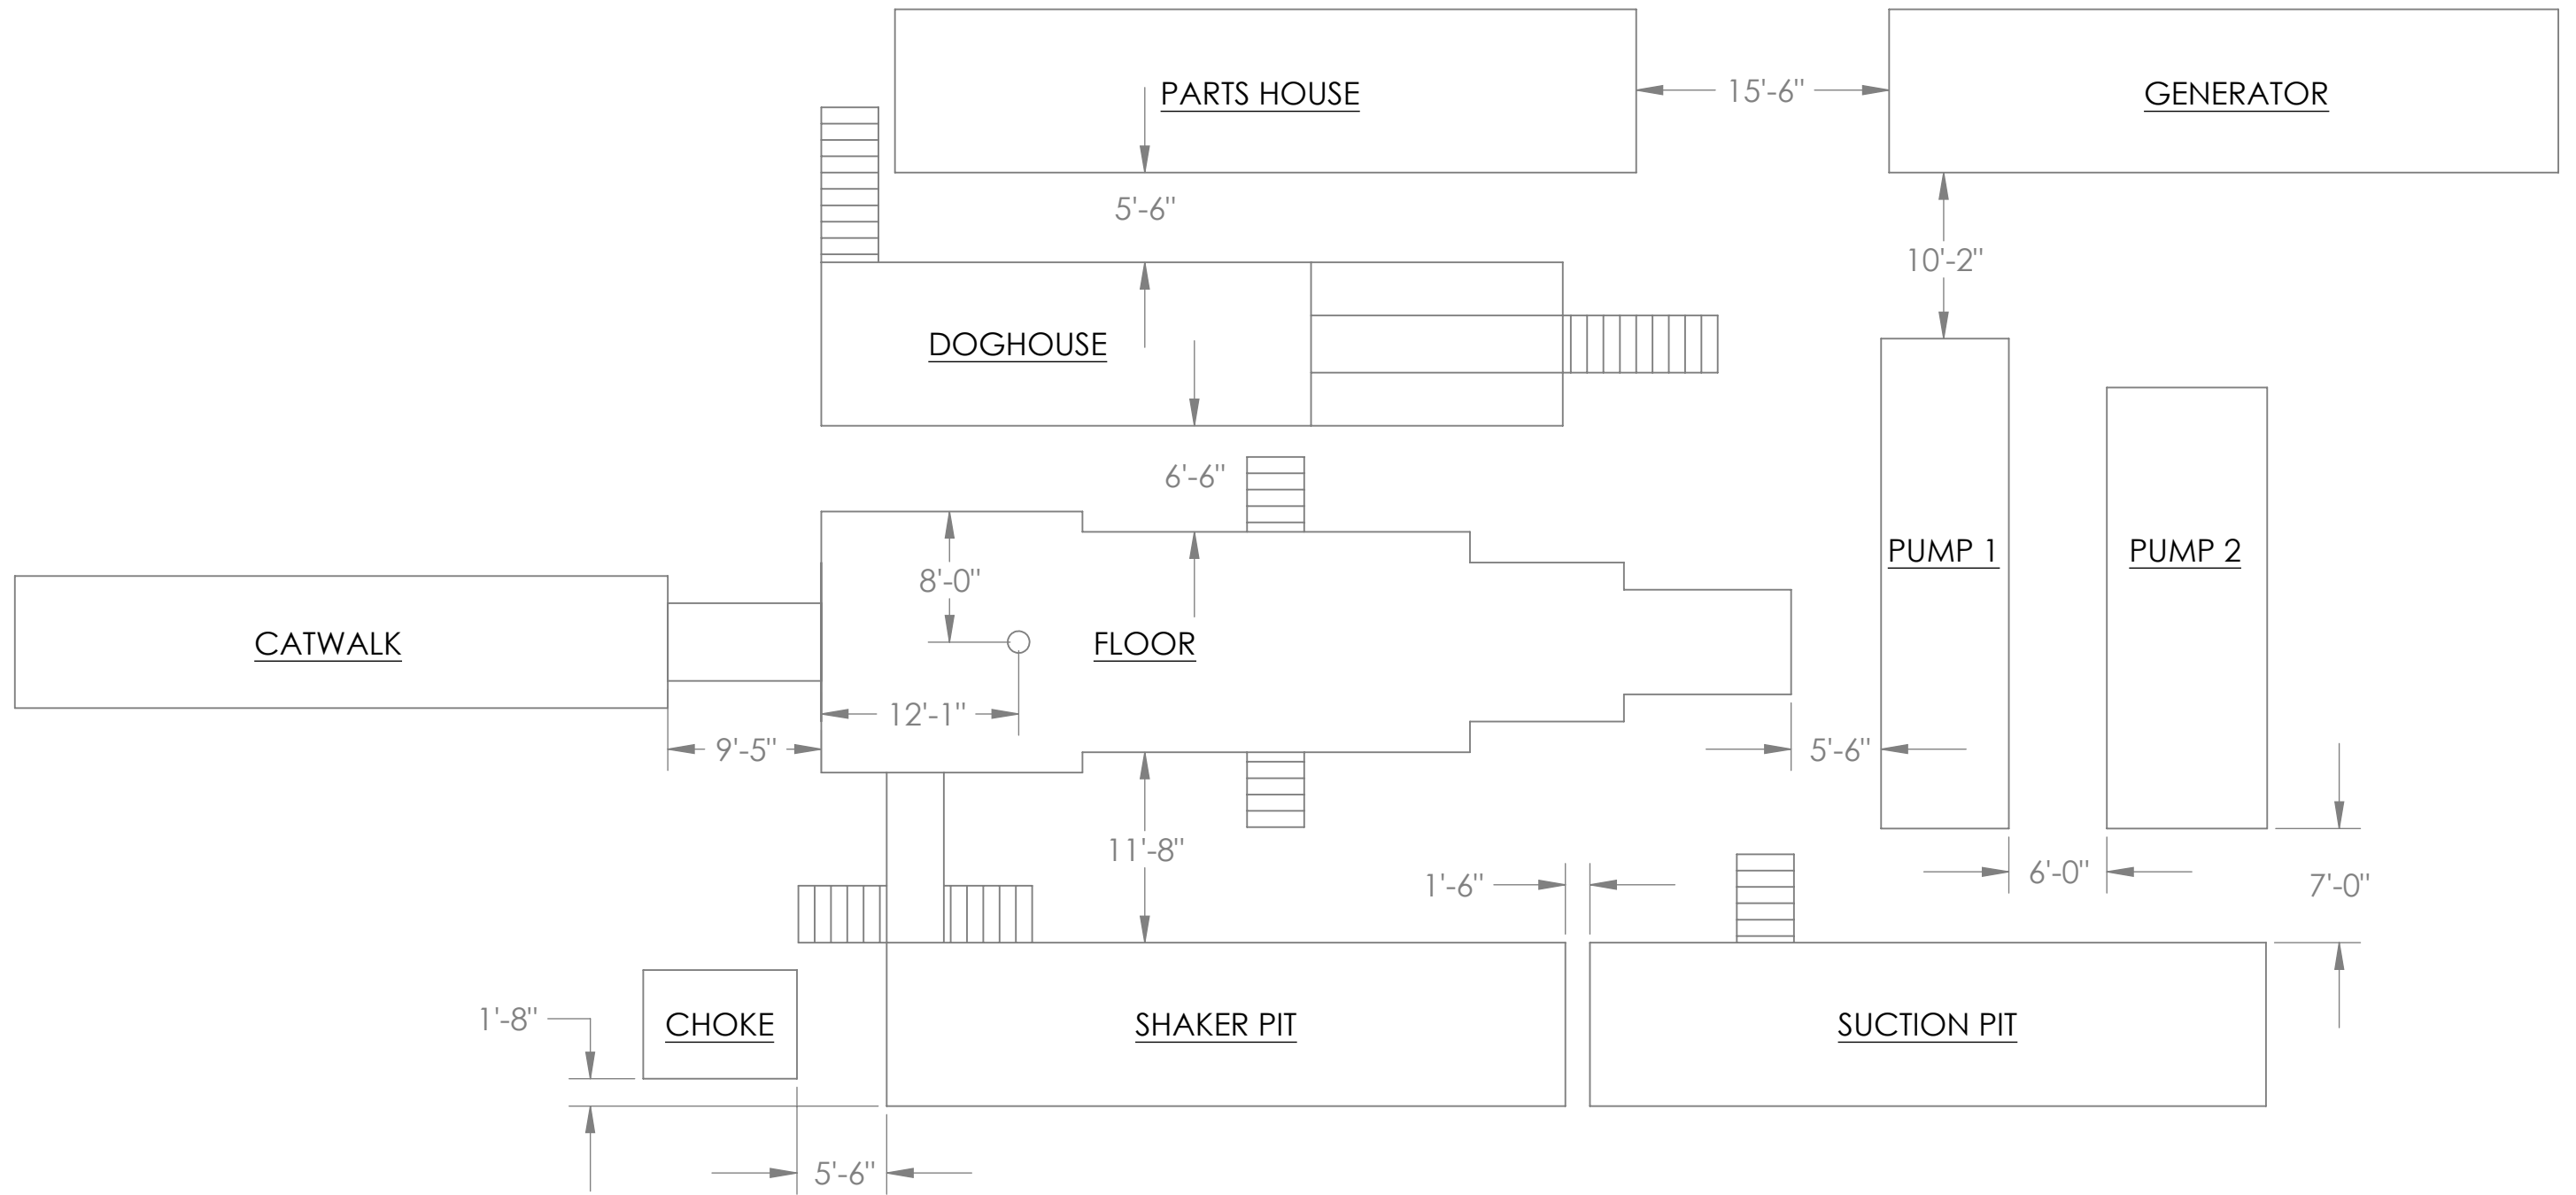 PARTS HOUSE
15'-6"
GENERATOR
5'-6"
10'-2"
DOGHOUSE
6'-6"
PUMP 1
PUMP 2
8'-0"
CATWALK
FLOOR
12'-1"
9'-5"
5'-6"
11'-8"
1'-6"
6'-0"
7'-0"
1'-8"
CHOKE
SHAKER PIT
SUCTION PIT
5'-6"